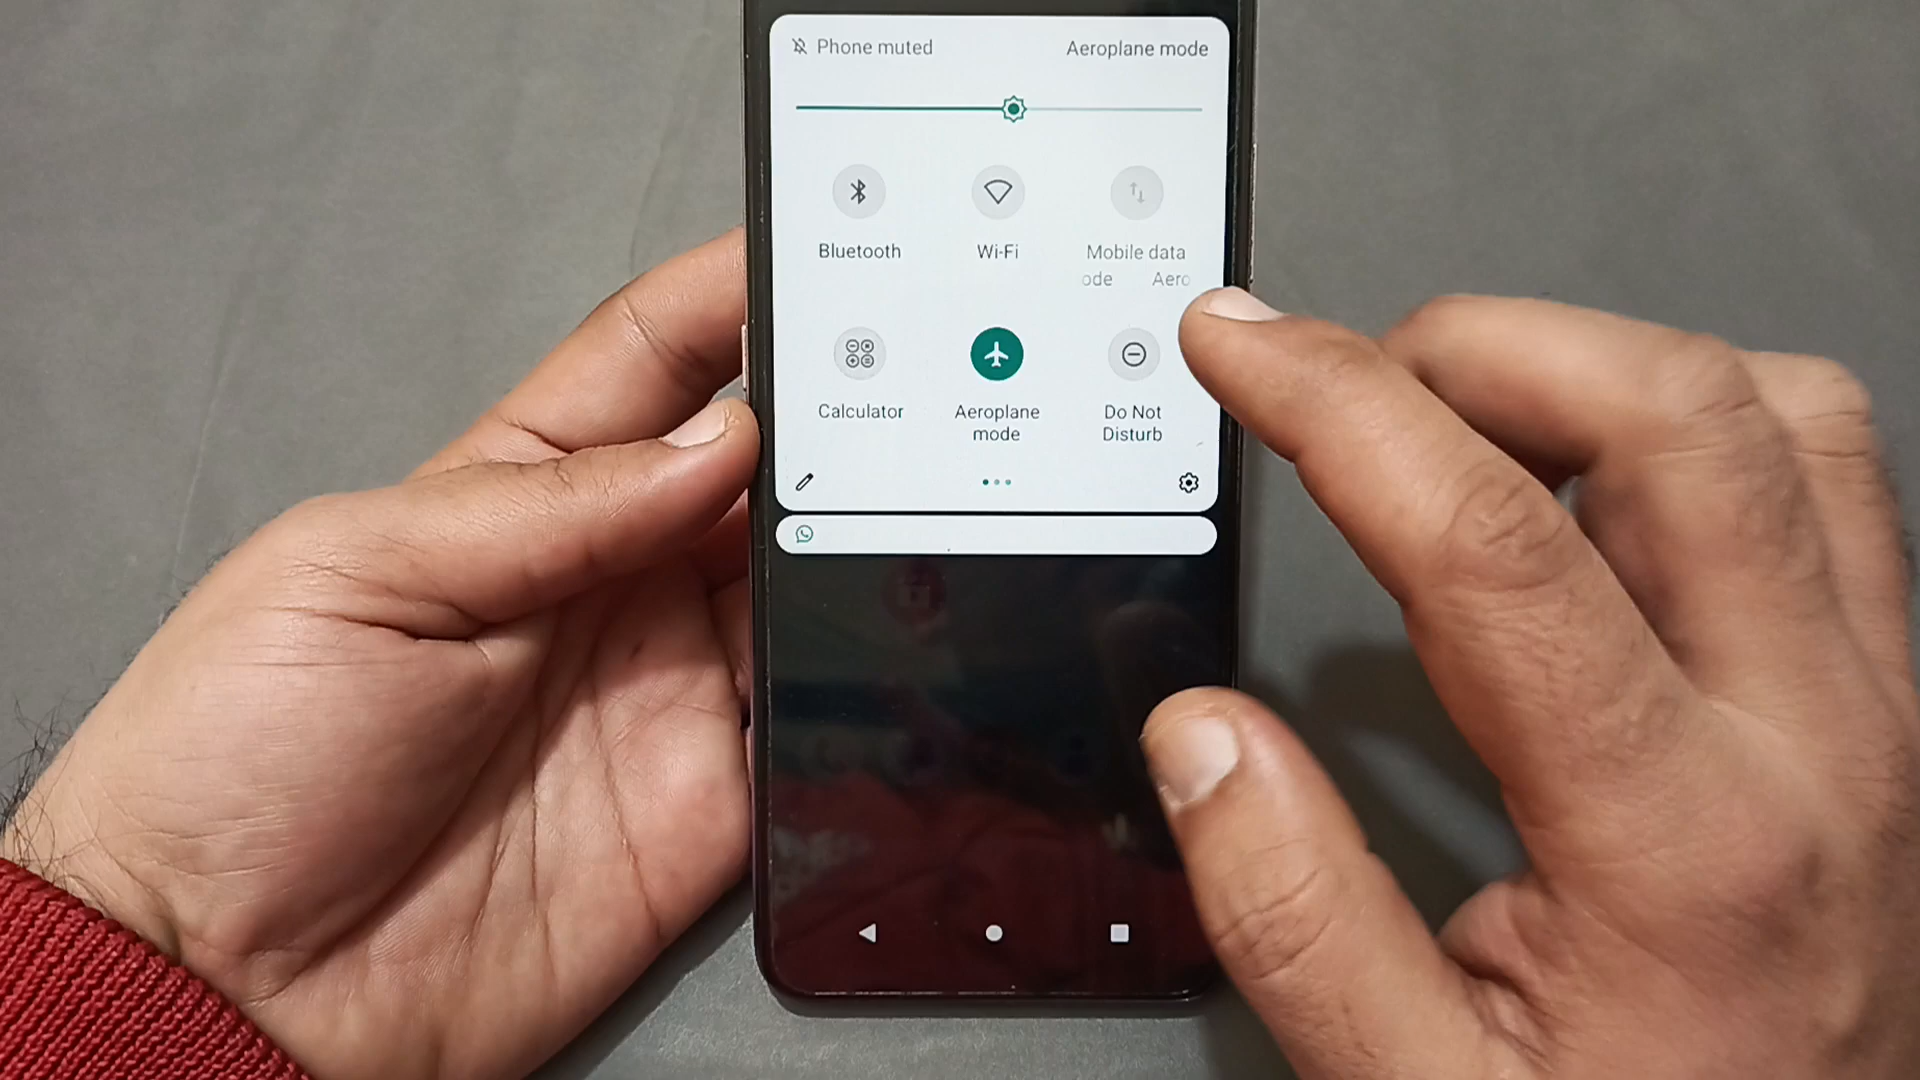 Phone muted
Aeroplane mode
Bluetooth
Wi-Fi
Mobile data
ode Aero
Calculator
Aeroplane
mode
Do Not
Disturb